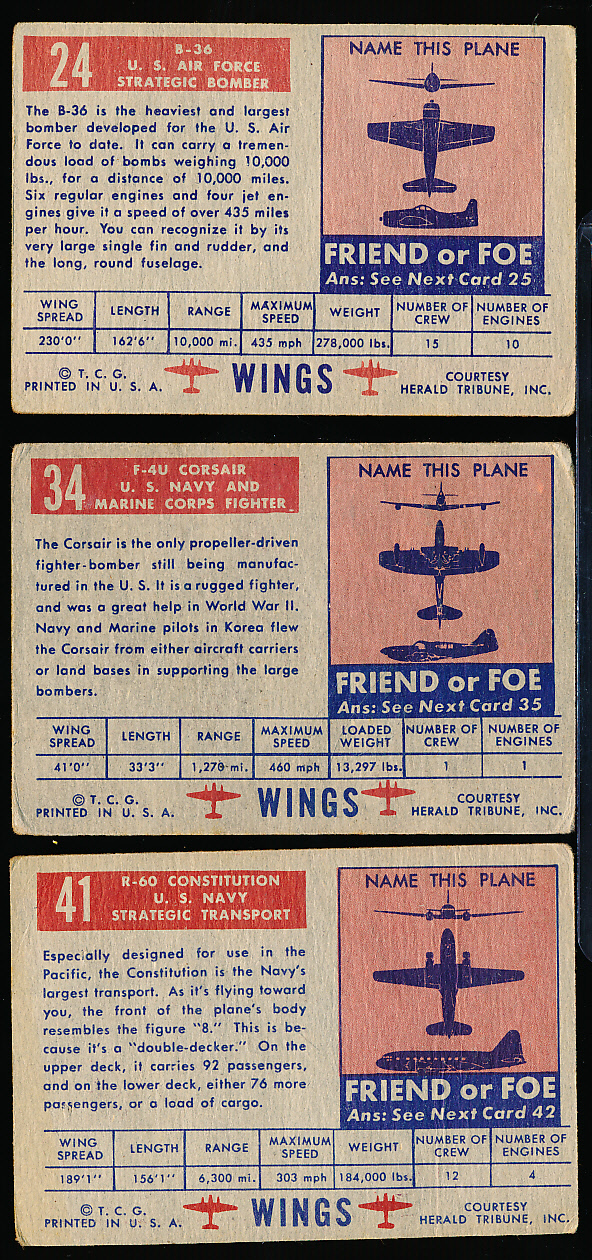 24
B-36
U. S. AIR FORCE
STRATEGIC BOMBER
The B-36 is the heaviest and largest
bomber developed for the U. S. Air
Force to date. It can carry a tremen-
dous load of bombs weighing 10,000
lbs., for a distance of 10,000 miles.
Six regular engines and four jet en-
gines give it a speed of over 435 miles
per hour. You can recognize it by its
very large single fin and rudder, and
the long, round fuselage.
NAME THIS PLANE
FRIEND or FOE
Ans: See Next Card 25
WING SPREAD LENGTH RANGE MAXIMUM SPEED WEIGHT NUMBER OF CREW NUMBER OF ENGINES
230'0" 162'6" 10,000 mi. 435 mph 278,000 lbs. 15 10
© T. C. G.
PRINTED IN U. S. A.
WINGS
COURTESY
HERALD TRIBUNE, INC.
34
F-4U CORSAIR
U. S. NAVY AND
MARINE CORPS FIGHTER
The Corsair is the only propeller-driven
fighter-bomber still being manufac-
tured in the U. S. It is a rugged fighter,
and was a great help in World War II.
Navy and Marine pilots in Korea flew
the Corsair from either aircraft carriers
or land bases in supporting the large
bombers.
NAME THIS PLANE
FRIEND or FOE
Ans: See Next Card 35
WING SPREAD LENGTH RANGE MAXIMUM SPEED LOADED WEIGHT NUMBER OF CREW NUMBER OF ENGINES
41'0" 33'3" 1,270 mi. 460 mph 13,297 lbs. 1 1
© T. C. G.
PRINTED IN U. S. A.
WINGS
COURTESY
HERALD TRIBUNE, INC.
41
R-60 CONSTITUTION
U. S. NAVY
STRATEGIC TRANSPORT
Especially designed for use in the
Pacific, the Constitution is the Navy's
largest transport. As it's flying toward
you, the front of the plane's body
resembles the figure "8." This is be-
cause it's a "double-decker." On the
upper deck, it carries 92 passengers,
and on the lower deck, either 76 more
passengers, or a load of cargo.
NAME THIS PLANE
FRIEND or FOE
Ans: See Next Card 42
WING SPREAD LENGTH RANGE MAXIMUM SPEED WEIGHT NUMBER OF CREW NUMBER OF ENGINES
189'1" 156'1" 6,300 mi. 303 mph 184,000 lbs. 12 4
© T. C. G.
PRINTED IN U. S. A.
WINGS
COURTESY
HERALD TRIBUNE, INC.